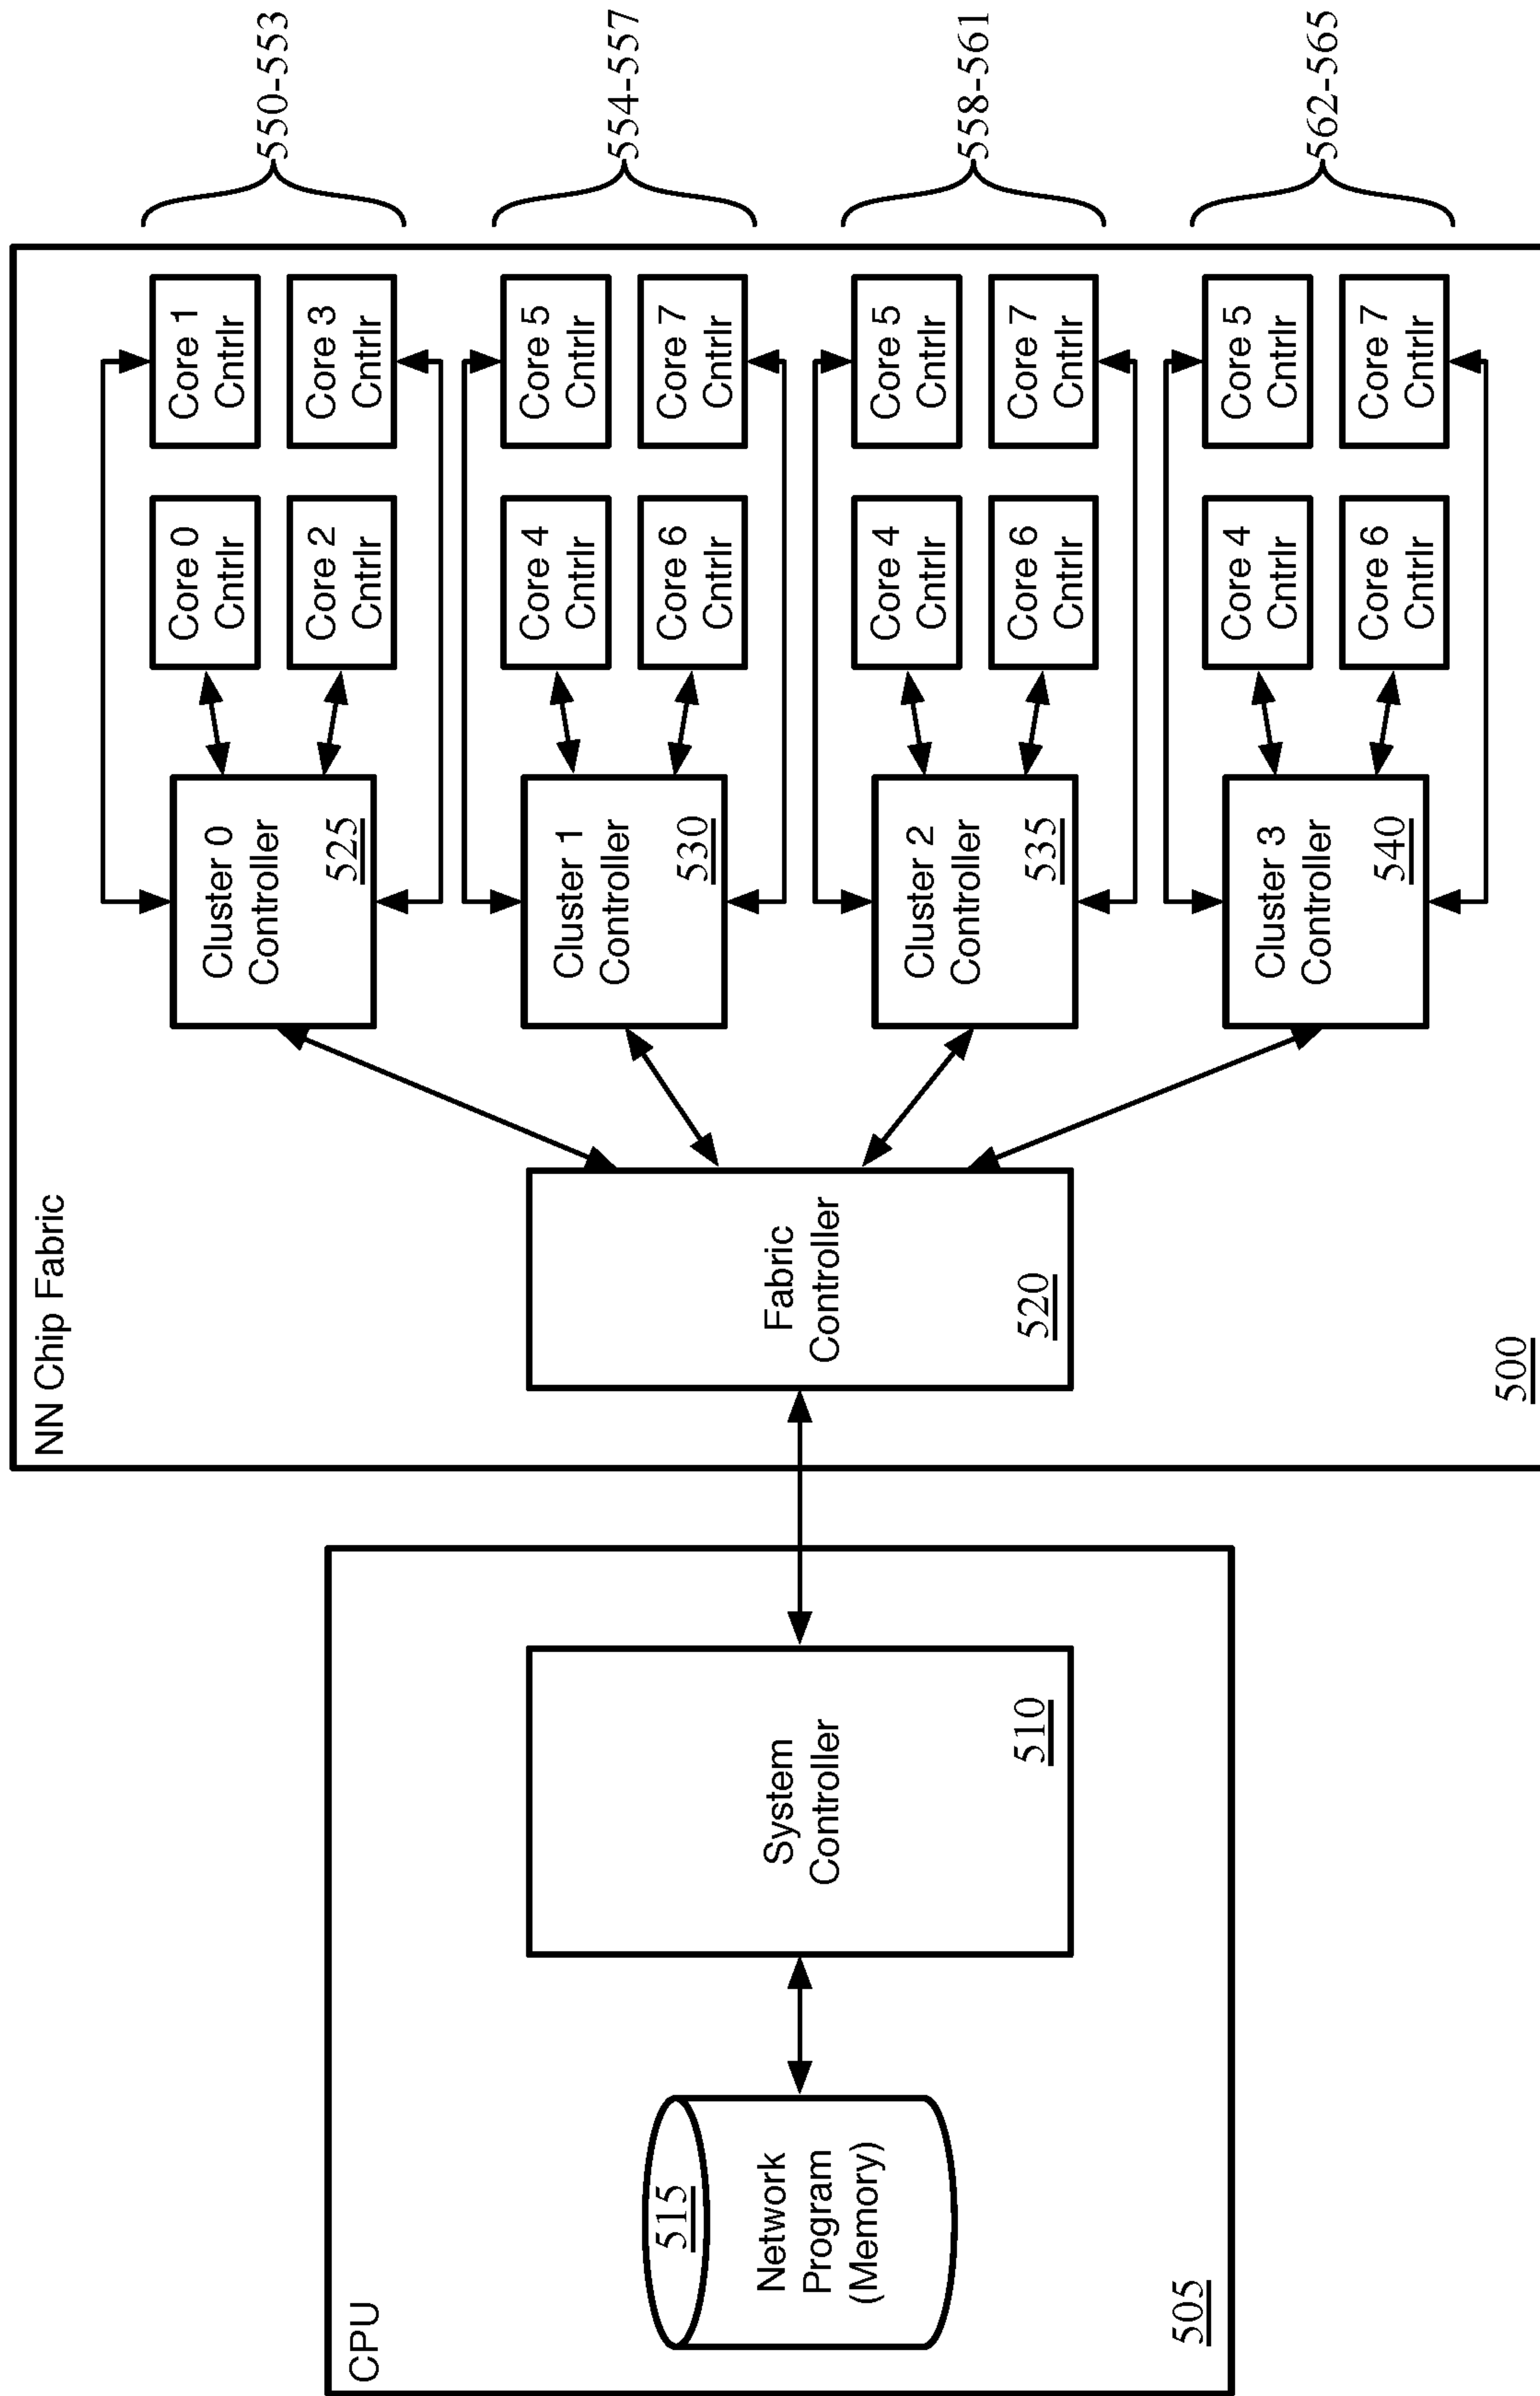 CPU
515
Network
Program
(Memory)
505
System
Controller
510
NN Chip Fabric
Fabric
Controller
520
500
Cluster 0
Controller
525
Core 0
Cntrlr
Core 1
Cntrlr
Core 2
Cntrlr
Core 3
Cntrlr
550-553
Cluster 1
Controller
530
Core 4
Cntrlr
Core 5
Cntrlr
Core 6
Cntrlr
Core 7
Cntrlr
554-557
Cluster 2
Controller
535
Core 4
Cntrlr
Core 5
Cntrlr
Core 6
Cntrlr
Core 7
Cntrlr
558-561
Cluster 3
Controller
540
Core 4
Cntrlr
Core 5
Cntrlr
Core 6
Cntrlr
Core 7
Cntrlr
562-565